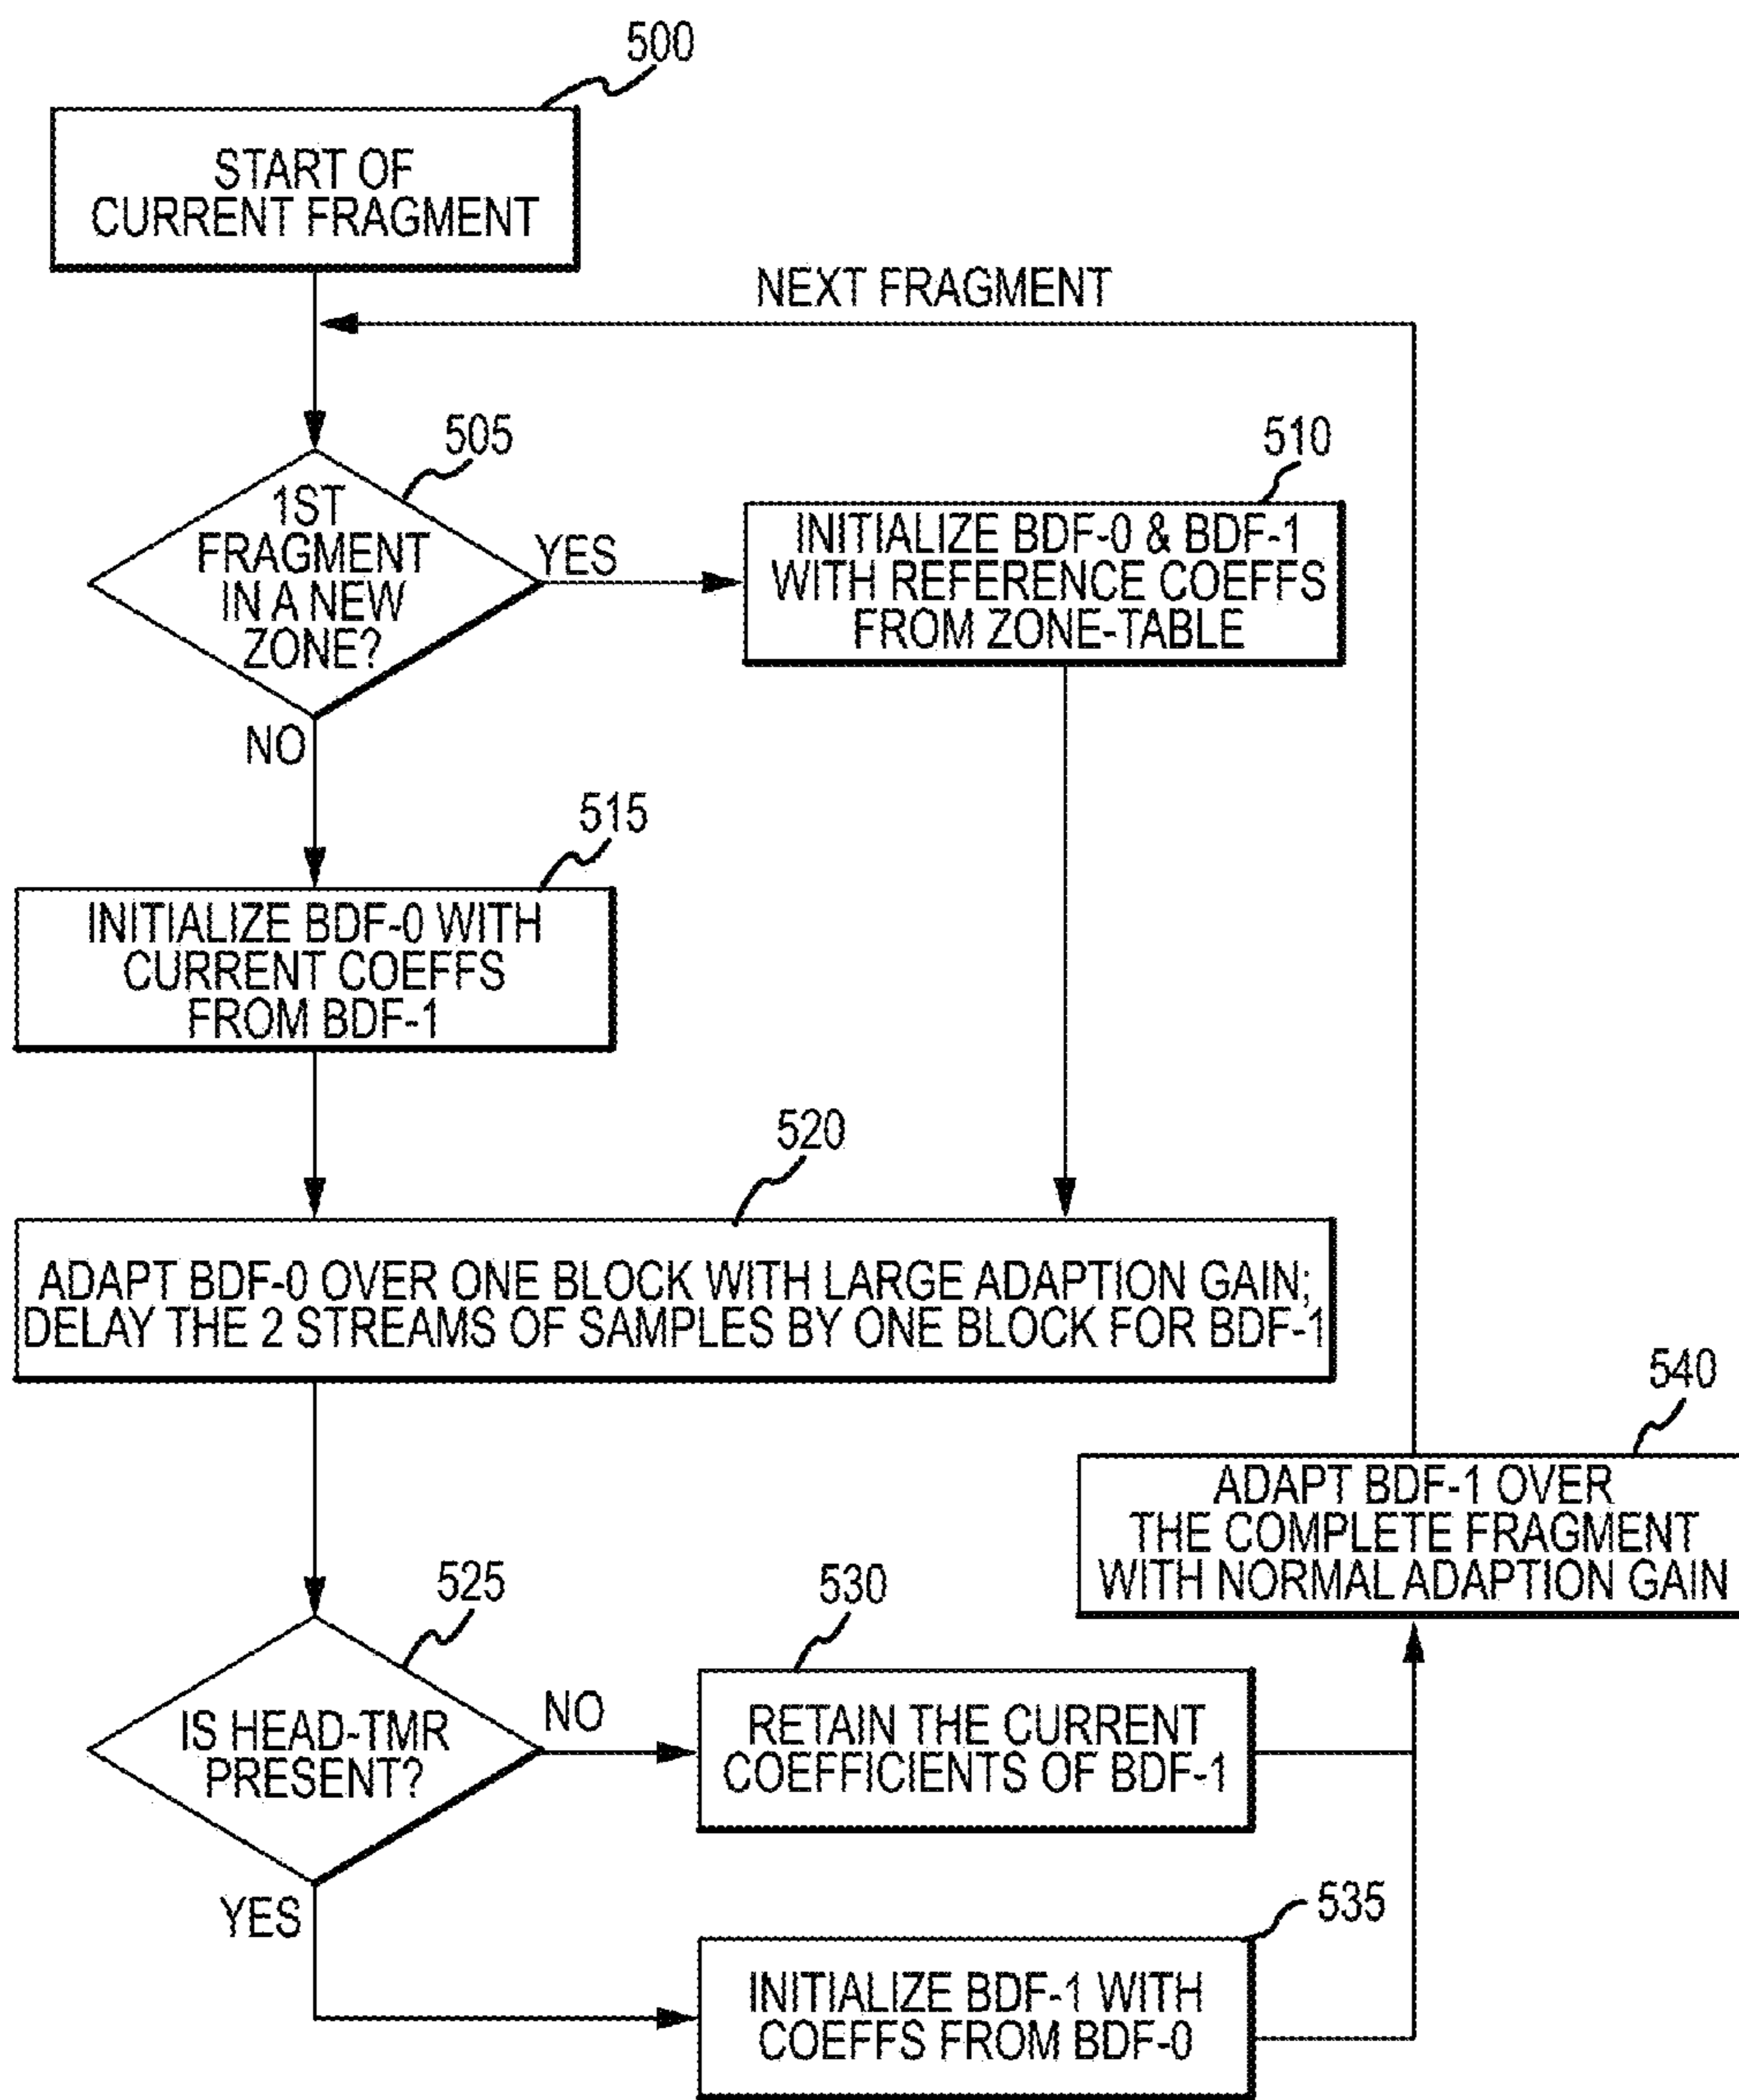 500
START OF
CURRENT FRAGMENT
NEXT FRAGMENT
505
1ST
FRAGMENT
IN A NEW
ZONE?
YES
NO
510
INITIALIZE BDF-0 & BDF-1
WITH REFERENCE COEFFS
FROM ZONE-TABLE
515
INITIALIZE BDF-0 WITH
CURRENT COEFFS
FROM BDF-1
520
ADAPT BDF-0 OVER ONE BLOCK WITH LARGE ADAPTION GAIN;
DELAY THE 2 STREAMS OF SAMPLES BY ONE BLOCK FOR BDF-1
525
IS HEAD-TMR
PRESENT?
NO
YES
530
RETAIN THE CURRENT
COEFFICIENTS OF BDF-1
535
INITIALIZE BDF-1 WITH
COEFFS FROM BDF-0
540
ADAPT BDF-1 OVER
THE COMPLETE FRAGMENT
WITH NORMAL ADAPTION GAIN